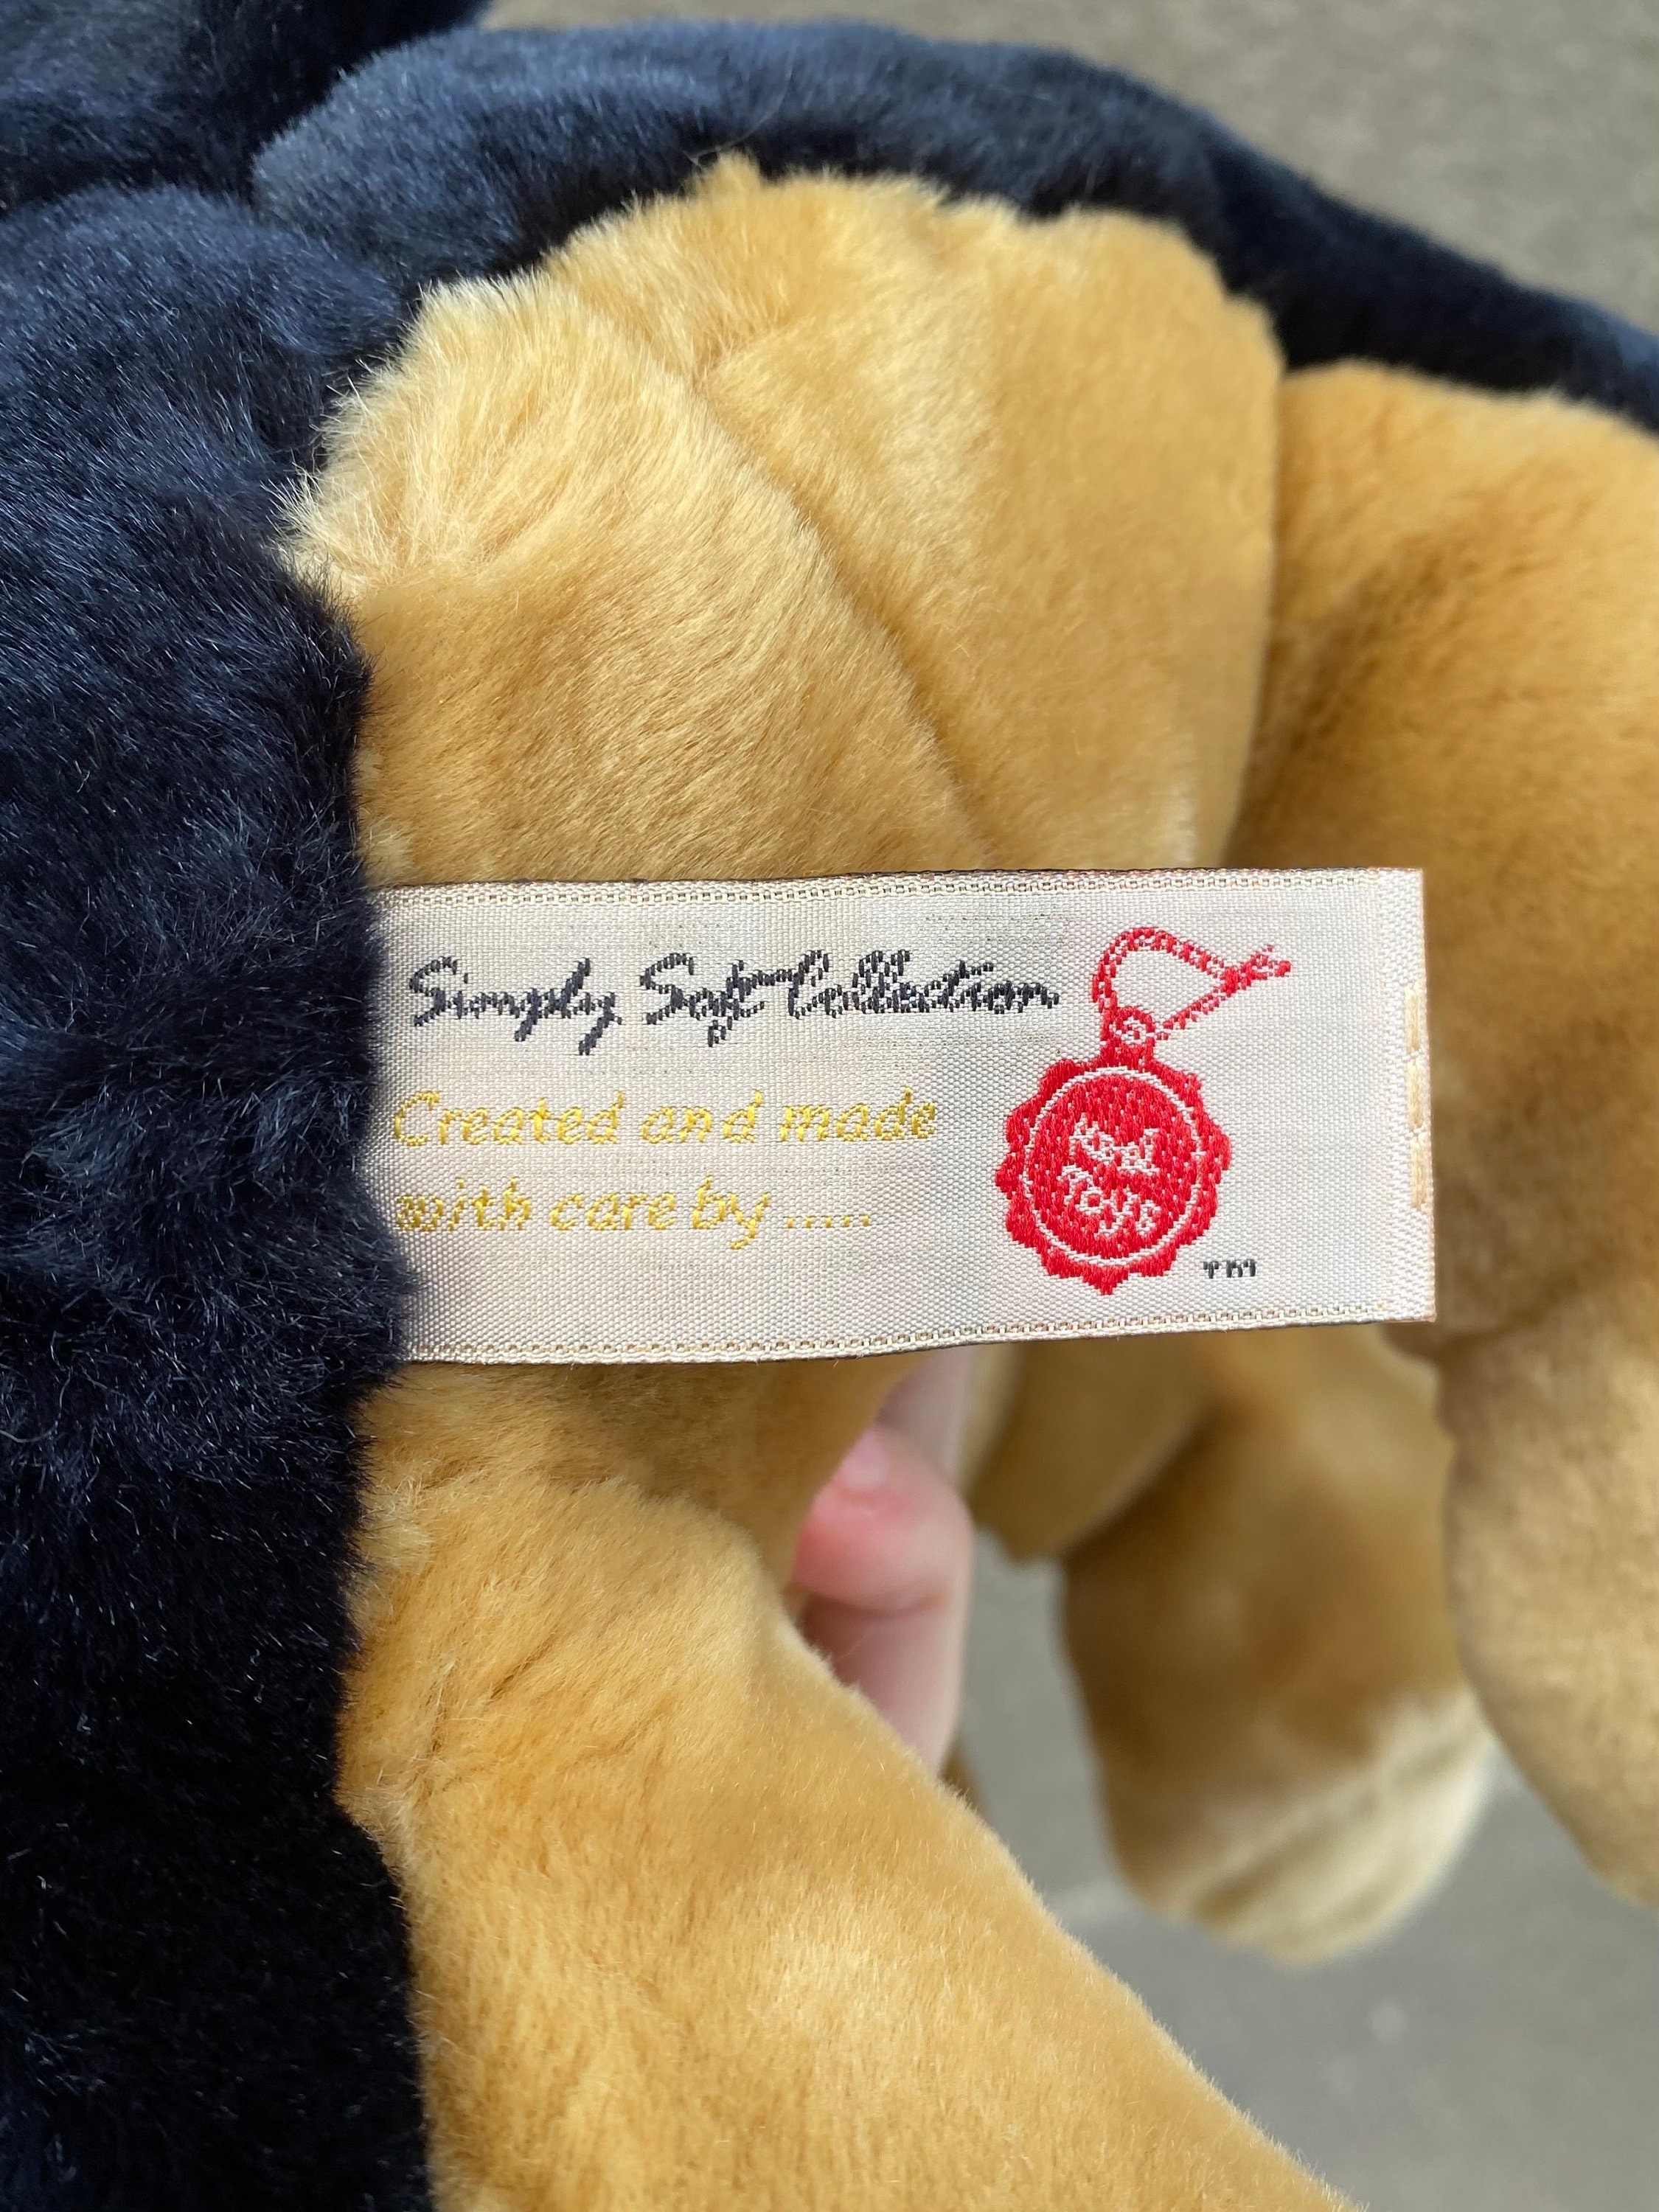 Simply Soft Collection
Created and made
with care by .....
Keel
Toys
TM